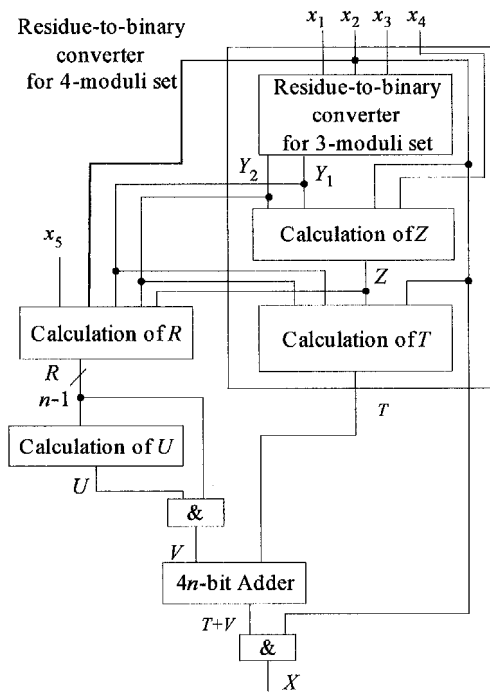 Residue-to-binary
converter
for 4-moduli set
x1 x2 x3 x4
Residue-to-binary
converter
for 3-moduli set
Y2 Y1
Calculation of Z
x5
Z
Calculation of R
Calculation of T
R
n-1
T
Calculation of U
U
&
V
4n-bit Adder
T+V
&
X